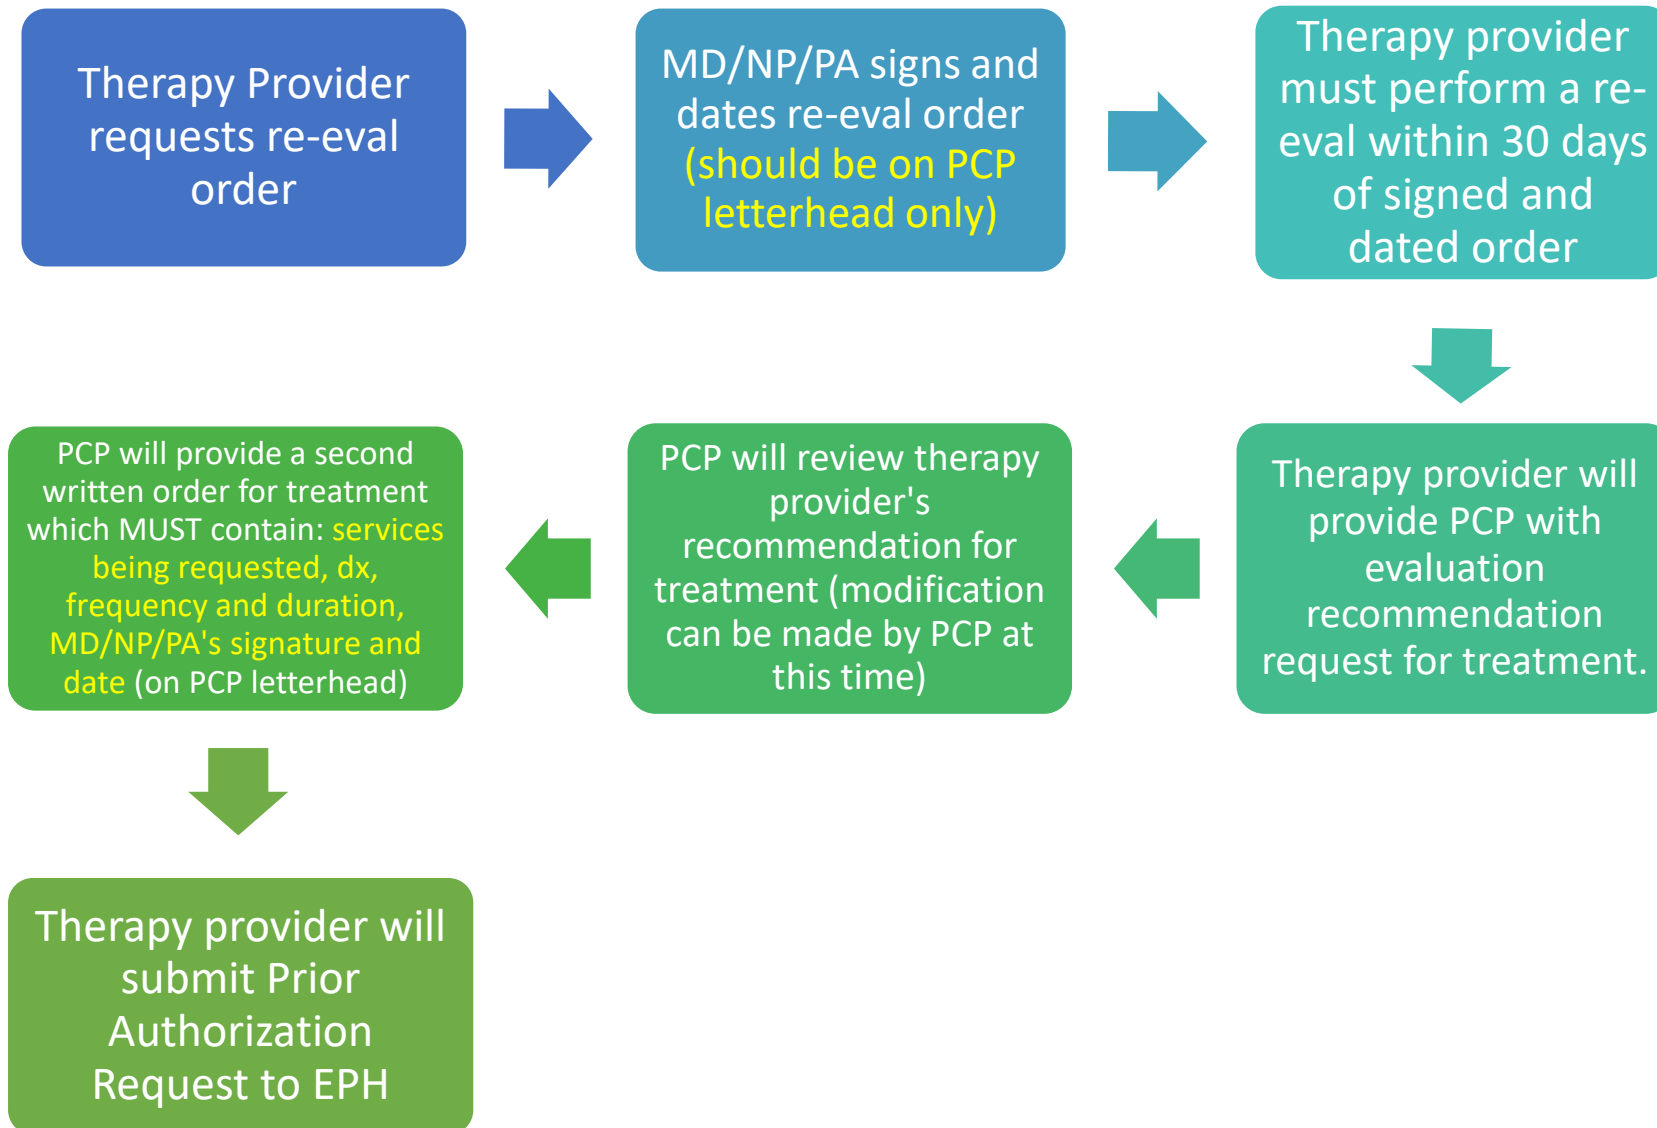 Therapy Provider
requests re-eval
order
MD/NP/PA signs and
dates re-eval order
(should be on PCP
letterhead only)
Therapy provider
must perform a re-
eval within 30 days
of signed and
dated order
Therapy provider will
provide PCP with
evaluation
recommendation
request for treatment.
PCP will review therapy
provider's
recommendation for
treatment (modification
can be made by PCP at
this time)
PCP will provide a second
written order for treatment
which MUST contain: services
being requested, dx,
frequency and duration,
MD/NP/PA's signature and
date (on PCP letterhead)
Therapy provider will
submit Prior
Authorization
Request to EPH